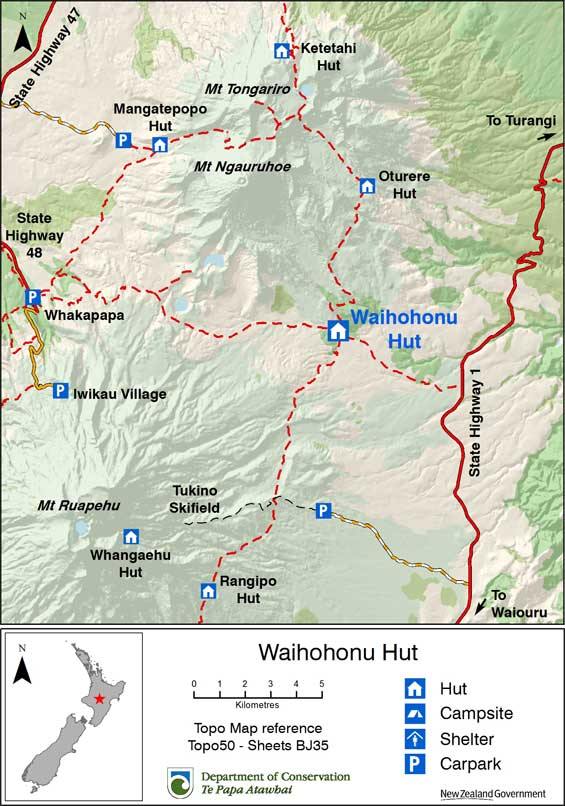 N
State Highway 47
Ketetahi
Hut
Mt Tongariro
Mangatepopo
Hut
To Turangi
P
Mt Ngauruhoe
Oturere
Hut
State
Highway
48
P
Whakapapa
Waihohonu
Hut
P
Iwikau Village
State Highway 1
Tukino
Skifield
Mt Ruapehu
P
Whangaehu
Hut
Rangipo
Hut
To
Waiouru
N
Waihohonu Hut
0 1 2 3 4 5
Kilometres
Topo Map reference
Topo50 - Sheets BJ35
Department of Conservation
Te Papa Atawhai
Hut
Campsite
Shelter
P Carpark
New Zealand Government